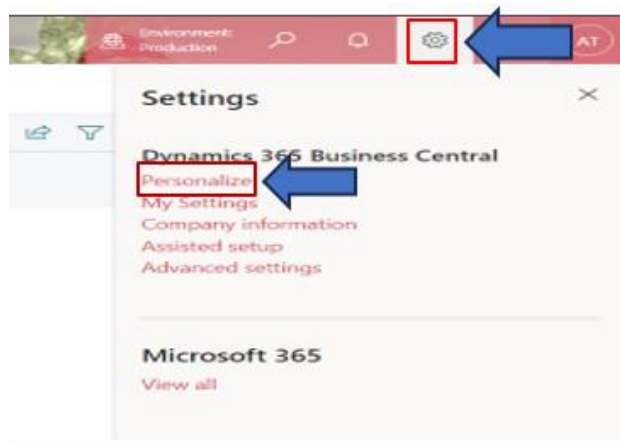 Environment:
Production
AT
Settings
Dynamics 365 Business Central
Personalize
My Settings
Company information
Assisted setup
Advanced settings
Microsoft 365
View all